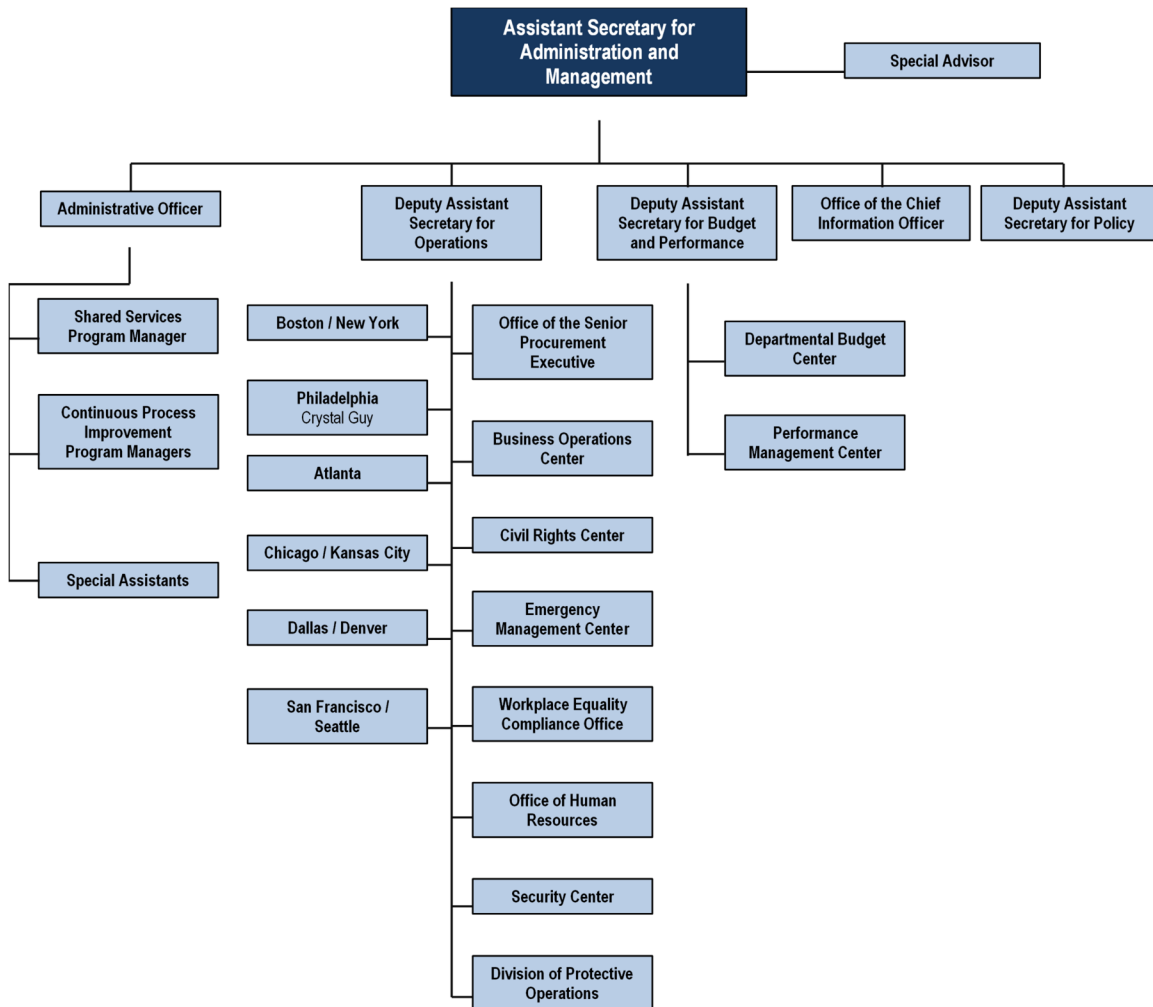 Assistant Secretary for
Administration and
Management
Special Advisor
Administrative Officer
Deputy Assistant
Secretary for
Operations
Deputy Assistant
Secretary for Budget
and Performance
Office of the Chief
Information Officer
Deputy Assistant
Secretary for Policy
Shared Services
Program Manager
Continuous Process
Improvement
Program Managers
Special Assistants
Boston / New York
Philadelphia
Crystal Guy
Atlanta
Chicago / Kansas City
Dallas / Denver
San Francisco /
Seattle
Office of the Senior
Procurement
Executive
Business Operations
Center
Civil Rights Center
Emergency
Management Center
Workplace Equality
Compliance Office
Office of Human
Resources
Security Center
Division of Protective
Operations
Departmental Budget
Center
Performance
Management Center